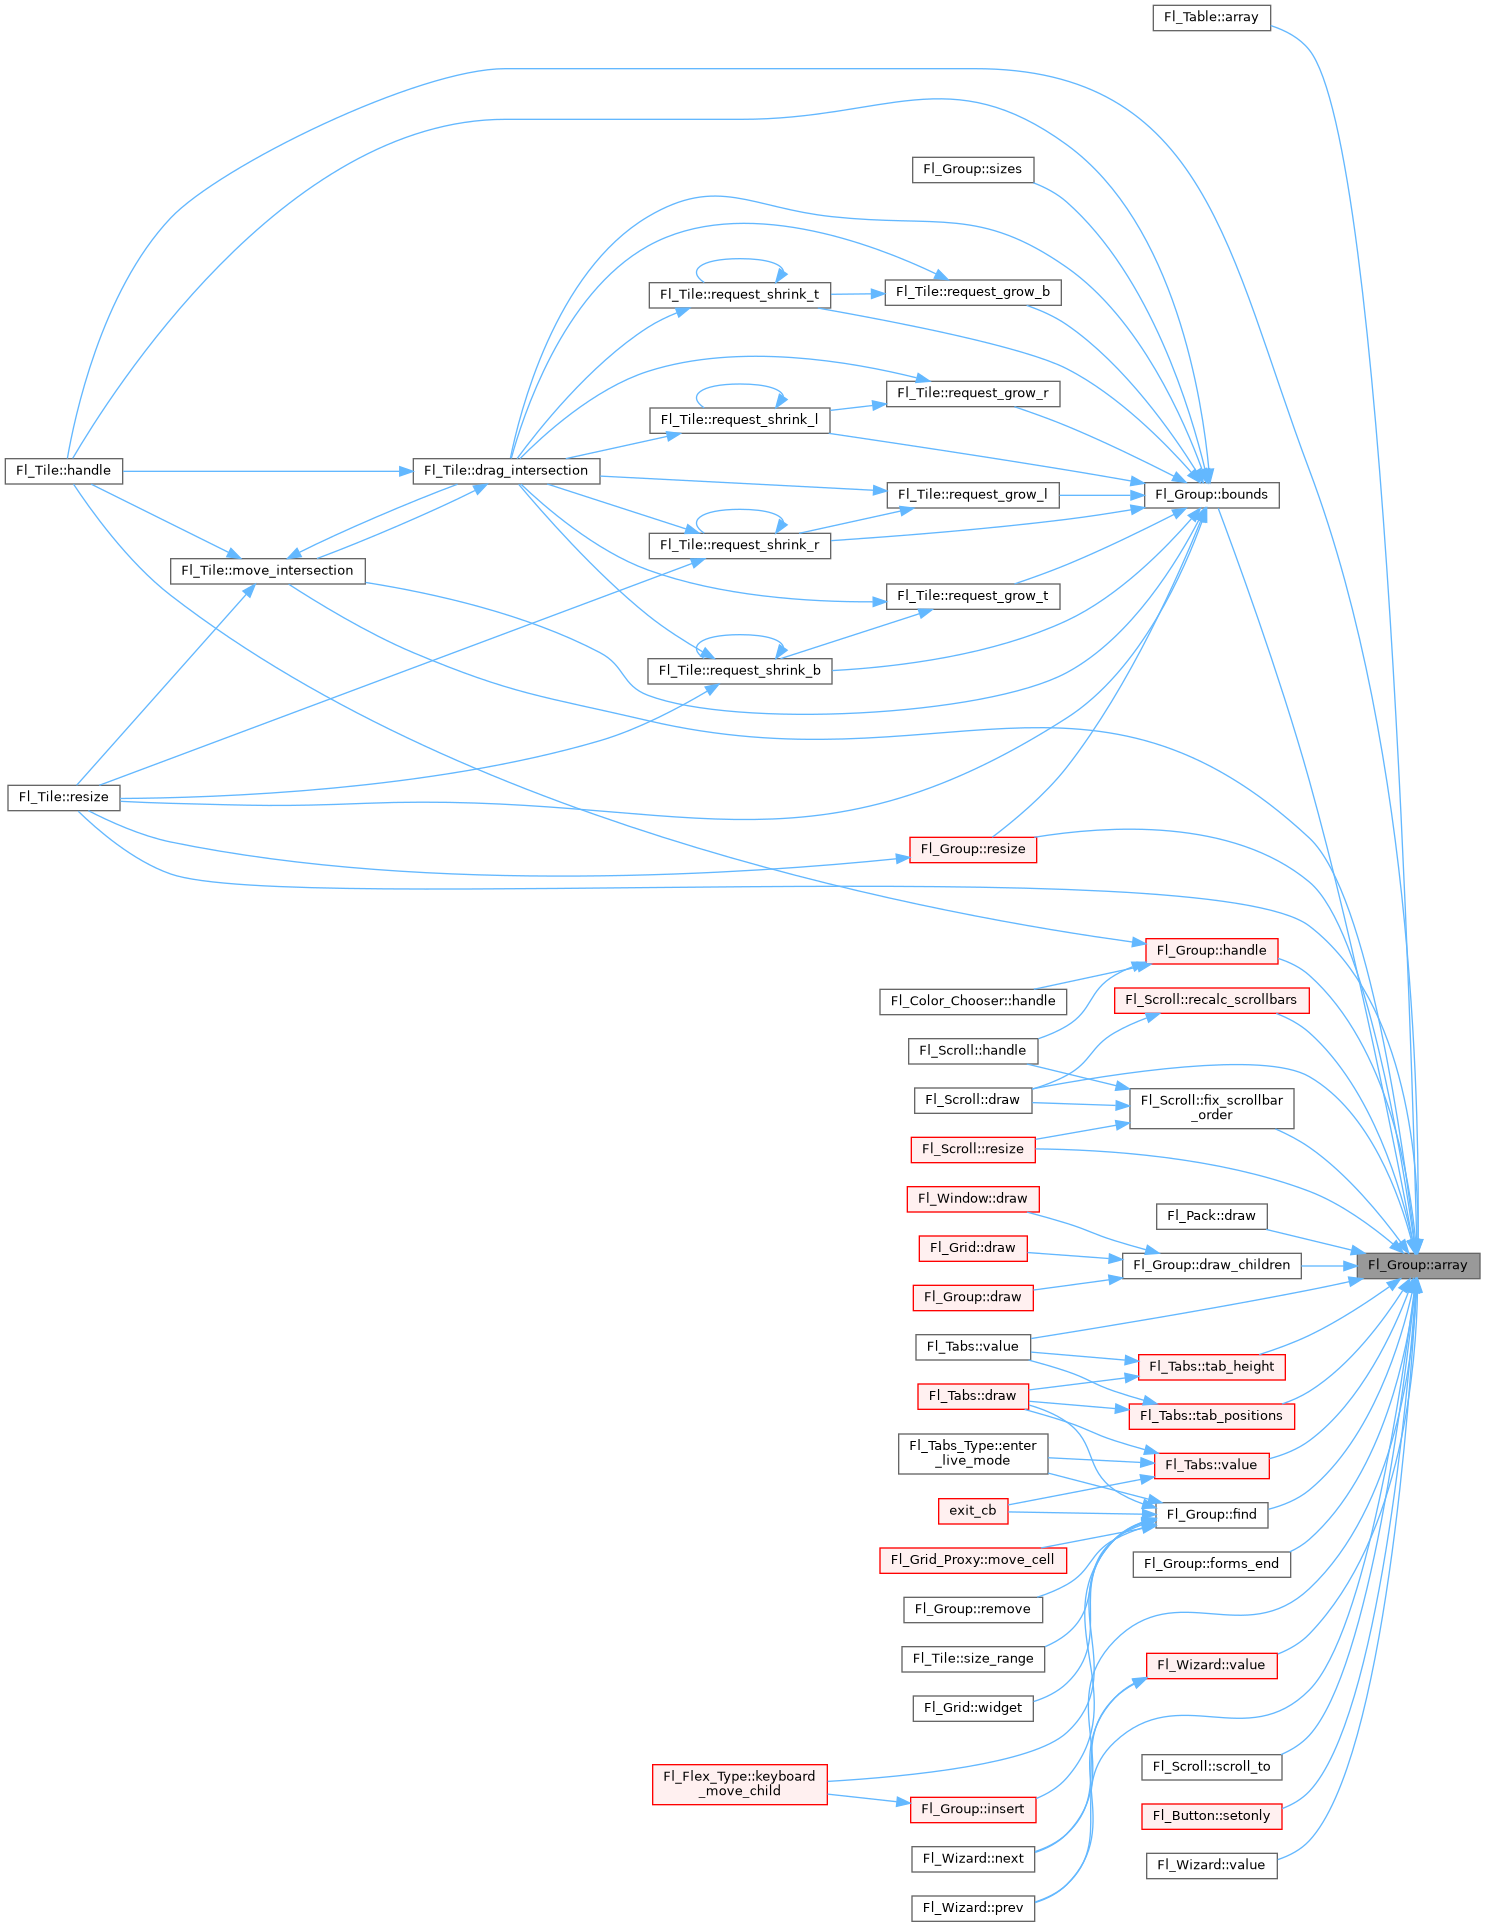 Fl_Table::array
Fl_Group::sizes
Fl_Tile::request_shrink_t
Fl_Tile::request_grow_b
Fl_Tile::request_grow_r
Fl_Tile::request_shrink_l
Fl_Tile::handle
Fl_Tile::drag_intersection
Fl_Tile::request_grow_l
Fl_Group::bounds
Fl_Tile::request_shrink_r
Fl_Tile::move_intersection
Fl_Tile::request_grow_t
Fl_Tile::request_shrink_b
Fl_Tile::resize
Fl_Group::resize
Fl_Group::handle
Fl_Color_Chooser::handle
Fl_Scroll::recalc_scrollbars
Fl_Scroll::handle
Fl_Scroll::draw
Fl_Scroll::fix_scrollbar
_order
Fl_Scroll::resize
Fl_Window::draw
Fl_Pack::draw
Fl_Grid::draw
Fl_Group::draw_children
Fl_Group::array
Fl_Group::draw
Fl_Tabs::value
Fl_Tabs::tab_height
Fl_Tabs::draw
Fl_Tabs::tab_positions
Fl_Tabs_Type::enter
_live_mode
Fl_Tabs::value
exit_cb
Fl_Group::find
Fl_Grid_Proxy::move_cell
Fl_Group::forms_end
Fl_Group::remove
Fl_Tile::size_range
Fl_Wizard::value
Fl_Grid::widget
Fl_Scroll::scroll_to
Fl_Flex_Type::keyboard
_move_child
Fl_Group::insert
Fl_Button::setonly
Fl_Wizard::next
Fl_Wizard::value
Fl_Wizard::prev